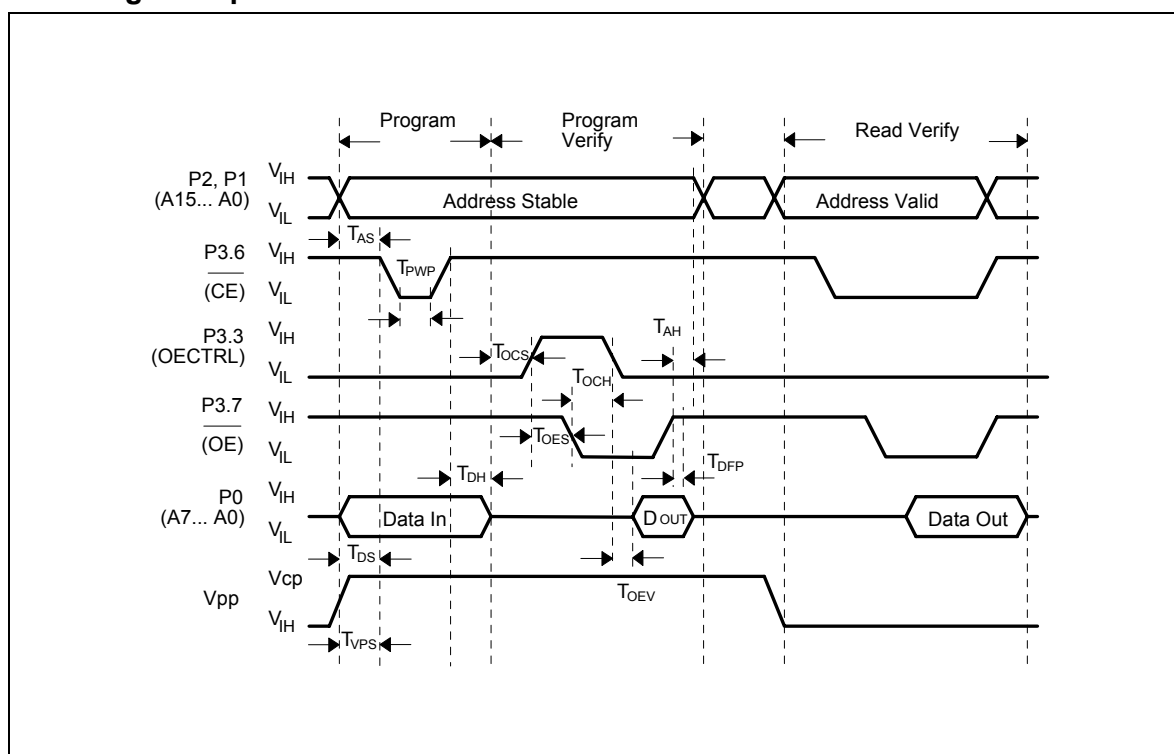 Program
Program
Verify
Read Verify
P2, P1
(A15... A0)
VIH
VIL
Address Stable
Address Valid
TAS
P3.6
(CE)
VIH
VIL
TPWP
P3.3
(OECTRL)
VIH
VIL
TOCS
TAH
TOCH
P3.7
(OE)
VIH
VIL
TOES
TDFP
TDH
P0
(A7... A0)
VIH
VIL
Data In
DOUT
Data Out
TDS
Vpp
Vcp
VIH
TOEV
TVPS